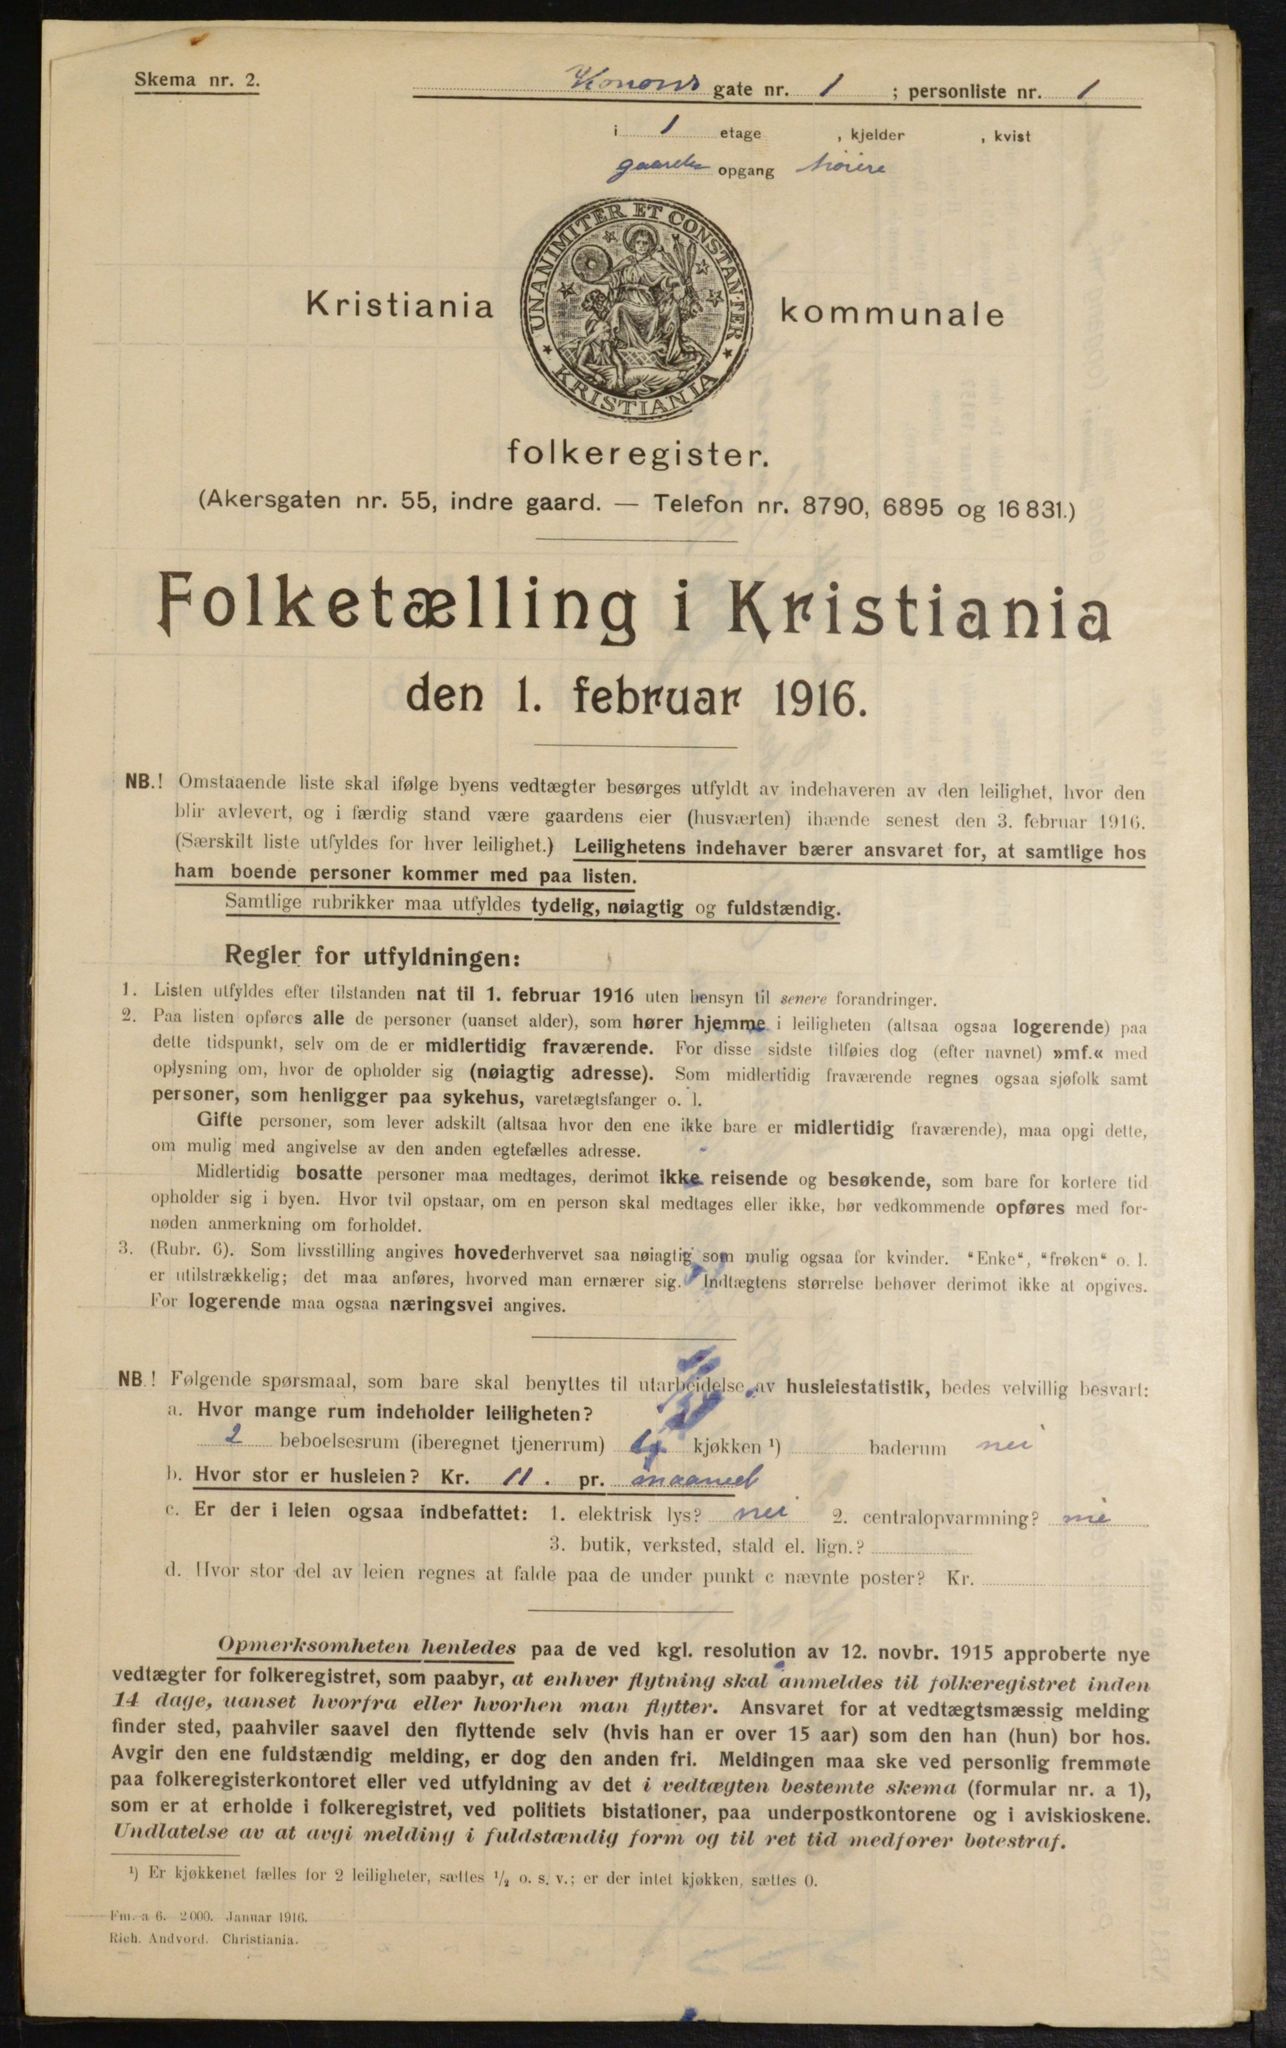 Skema nr. 2.
gate nr. 1 ; personliste nr. 1
i 1 etage , kjelder , kvist
opgang
UNANIMITER ET CONSTANTER
KRISTIANIA
Kristiania kommunale
folkeregister.
(Akersgaten nr. 55, indre gaard. — Telefon nr. 8790, 6895 og 16 831.)
Folketælling i Kristiania
den 1. februar 1916.
NB.! Omstaaende liste skal ifølge byens vedtægter besørges utfyldt av indehaveren av den leilighet, hvor den
blir avlevert, og i færdig stand være gaardens eier (husværten) ihænde senest den 3. februar 1916.
(Særskilt liste utfyldes for hver leilighet.) Leilighetens indehaver bærer ansvaret for, at samtlige hos
ham boende personer kommer med paa listen.
Samtlige rubrikker maa utfyldes tydelig, nøiagtig og fuldstændig.
Regler for utfyldningen:
1. Listen utfyldes efter tilstanden nat til 1. februar 1916 uten hensyn til senere forandringer.
2. Paa listen opføres alle de personer (uanset alder), som hører hjemme i leiligheten (altsaa ogsaa logerende) paa
dette tidspunkt, selv om de er midlertidig fraværende. For disse sidste tilføies dog (efter navnet) »mf.« med
oplysning om, hvor de opholder sig (nøiagtig adresse). Som midlertidig fraværende regnes ogsaa sjøfolk samt
personer, som henligger paa sykehus, varetægtsfanger o. l.
Gifte personer, som lever adskilt (altsaa hvor den ene ikke bare er midlertidig fraværende), maa opgi dette,
om mulig med angivelse av den anden egtefælles adresse.
Midlertidig bosatte personer maa medtages, derimot ikke reisende og besøkende, som bare for kortere tid
opholder sig i byen. Hvor tvil opstaar, om en person skal medtages eller ikke, bør vedkommende opføres med for-
nøden anmerkning om forholdet.
3. (Rubr. 6). Som livsstilling angives hovederhvervet saa nøiagtig som mulig ogsaa for kvinder. "Enke", "frøken" o. l.
er utilstrækkelig; det maa anføres, hvorved man ernærer sig. Indtægtens størrelse behøver derimot ikke at opgives.
For logerende maa ogsaa næringsvei angives.
NB.! Følgende spørsmaal, som bare skal benyttes til utarbeidelse av husleiestatistik, bedes velvillig besvart:
a. Hvor mange rum indeholder leiligheten?
2 beboelsesrum (iberegnet tjenerrum) kjøkken ¹) baderum nei
b. Hvor stor er husleien? Kr. 11. pr. maaned
c. Er der i leien ogsaa indbefattet: 1. elektrisk lys? nei 2. centralopvarmning? nei
3. butik, verksted, stald el. lign.?
d. Hvor stor del av leien regnes at falde paa de under punkt c nævnte poster? Kr.
Opmerksomheten henledes paa de ved kgl. resolution av 12. novbr. 1915 approberte nye
vedtægter for folkeregistret, som paabyr, at enhver flytning skal anmeldes til folkeregistret inden
14 dage, uanset hvorfra eller hvorhen man flytter. Ansvaret for at vedtægtsmæssig melding
finder sted, paahviler saavel den flyttende selv (hvis han er over 15 aar) som den han (hun) bor hos.
Avgir den ene fuldstændig melding, er dog den anden fri. Meldingen maa ske ved personlig fremmøte
paa folkeregisterkontoret eller ved utfyldning av det i vedtægten bestemte skema (formular nr. a 1),
som er at erholde i folkeregistret, ved politiets bistationer, paa underpostkontorene og i aviskioskene.
Undlatelse av at avgi melding i fuldstændig form og til ret tid medfører bøtestraf.
¹) Er kjøkkenet fælles for 2 leiligheter, sættes ½ o. s. v.; er der intet kjøkken, sættes 0.
Fm. a 6. 2 000. Januar 1916.
Rich. Andvord. Christiania.